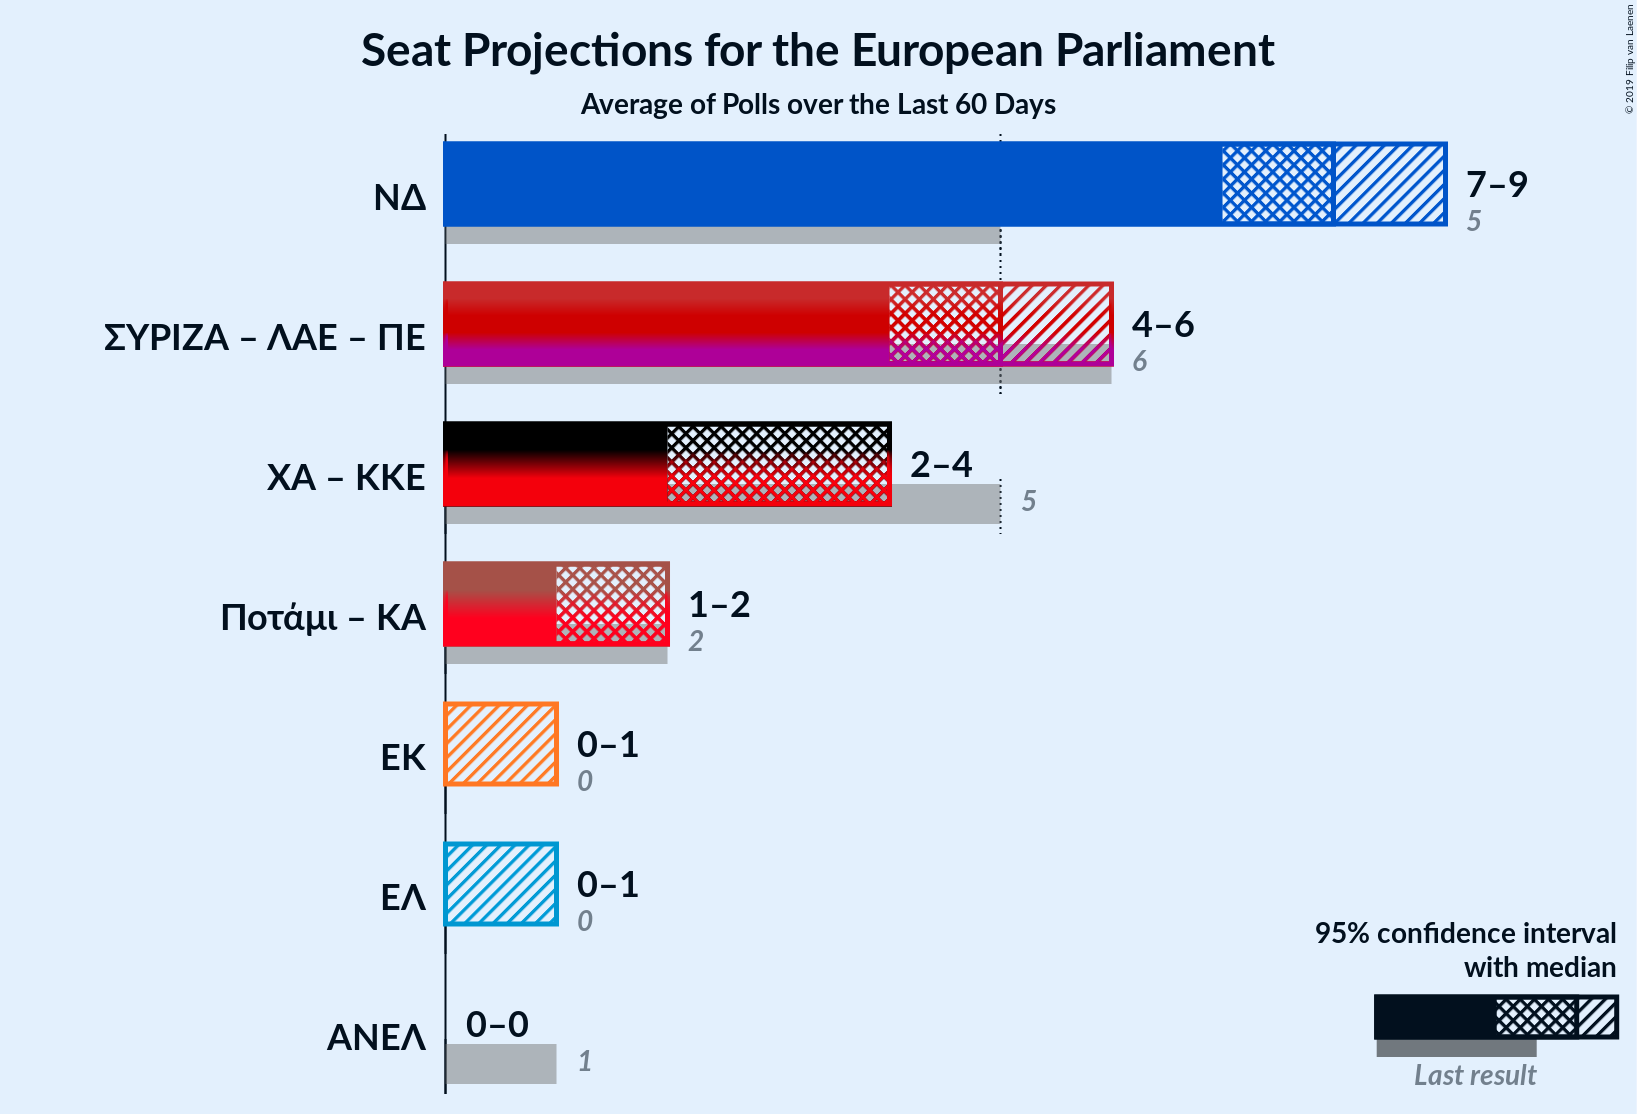 Seat Projections for the European Parliament
Average of Polls over the Last 60 Days
© 2019 Filip van Laenen
ΝΔ
7–9
5
ΣΥΡΙΖΑ – ΛΑΕ – ΠΕ
4–6
6
ΧΑ – ΚΚΕ
2–4
5
Ποτάμι – ΚΑ
1–2
2
ΕΚ
0–1
0
ΕΛ
0–1
0
ΑΝΕΛ
0–0
1
95% confidence interval
with median
Last result